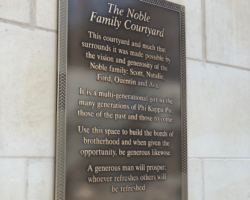 The Noble
Family Courtyard
This courtyard and much that
surrounds it was made possible by
the vision and generosity of the
Noble family: Scott, Natalie,
Ford, Quentin and
It is a multi-generational gift to the
many generations of Phi Kappa Psi,
those of the past and those to come
Use this space to build the bonds of
brotherhood and when given the
opportunity, be generous likewise
A generous man will prosper;
whoever refreshes others will
be refreshed